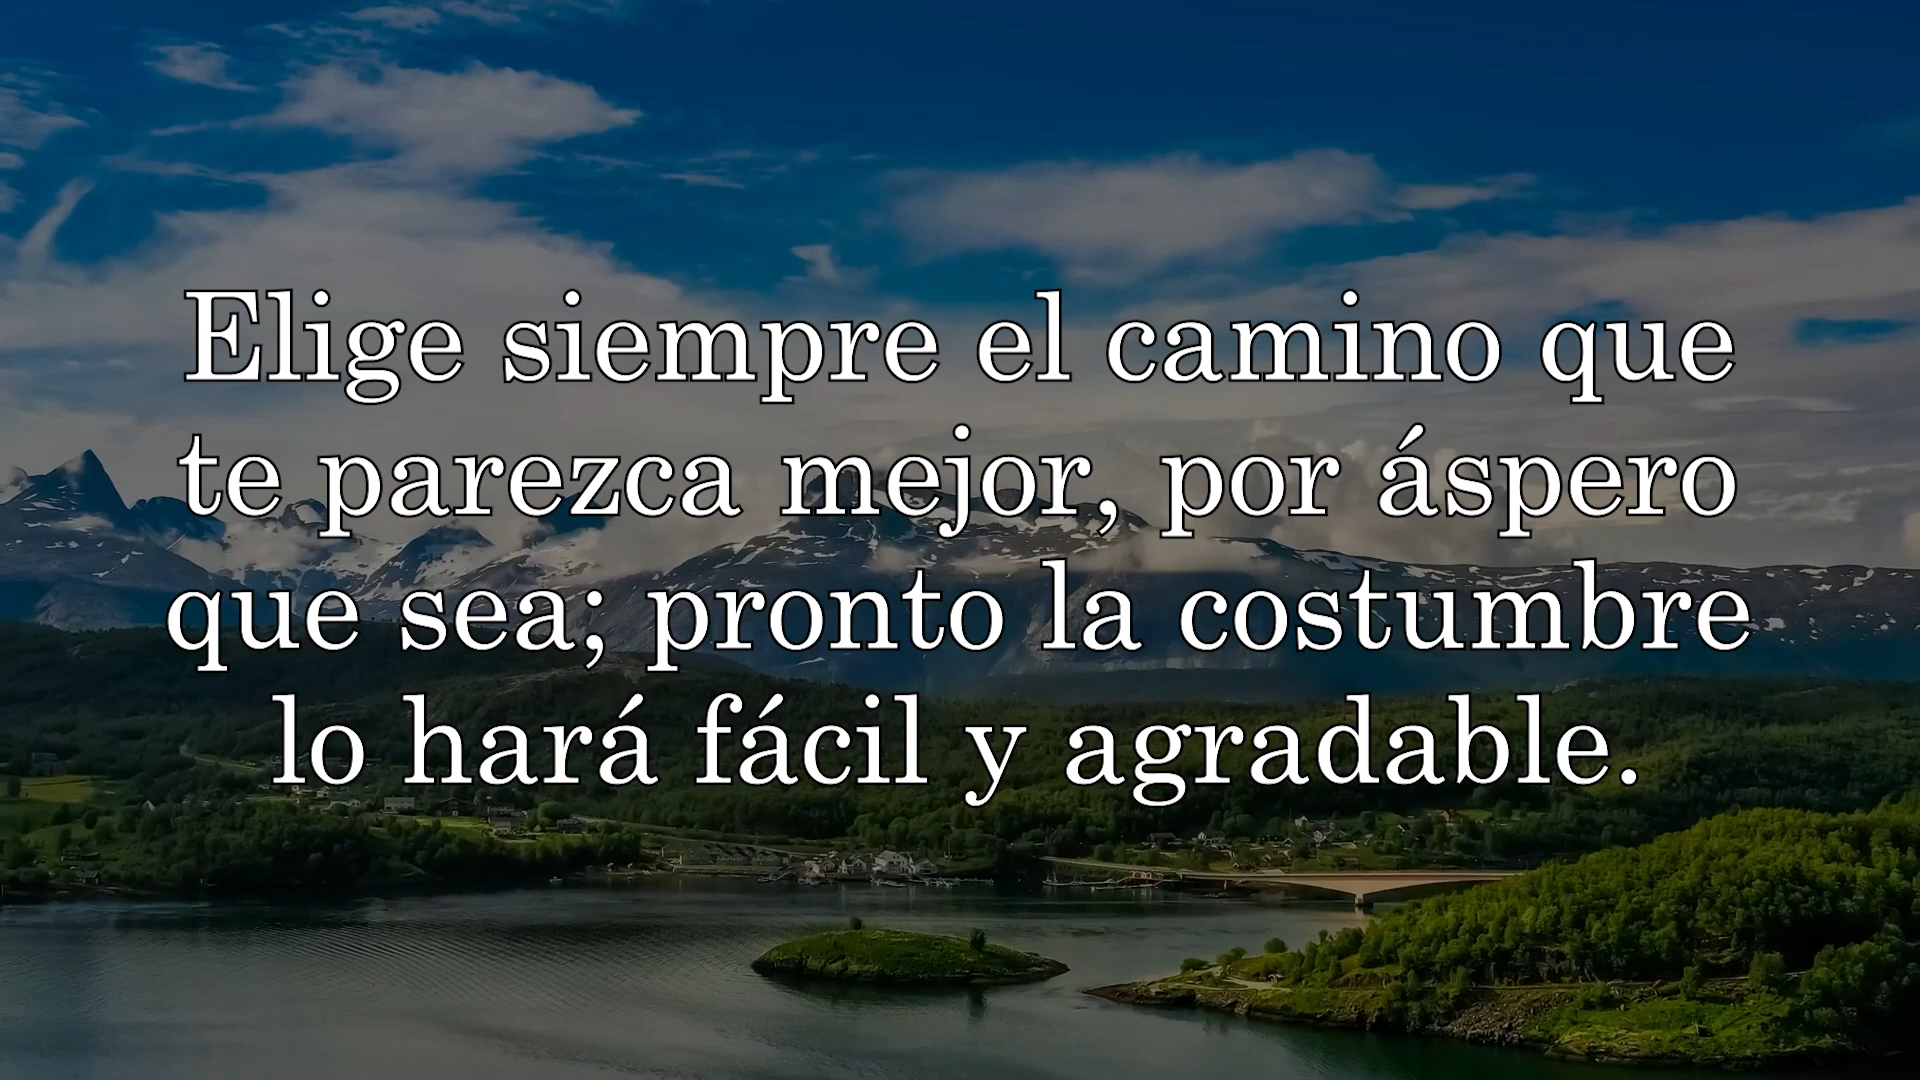 Elige siempre el camino que
te parezca mejor, por áspero
que sea; pronto la costumbre
lo hará fácil y agradable.